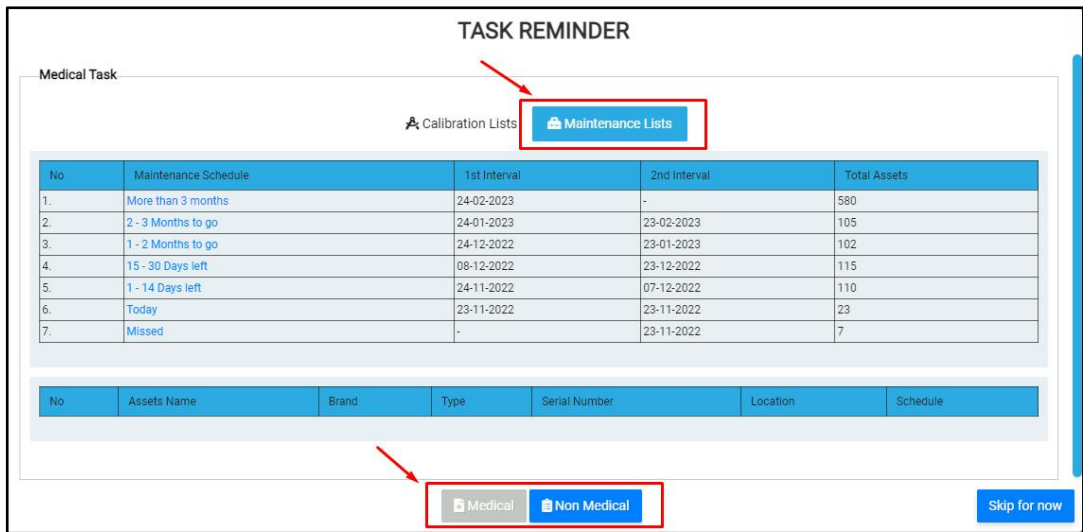 TASK REMINDER
Medical Task
Calibration Lists Maintenance Lists
No Maintenance Schedule 1st Interval 2nd Interval Total Assets
1. More than 3 months 24-02-2023 - 580
2. 2 - 3 Months to go 24-01-2023 23-02-2023 105
3. 1 - 2 Months to go 24-12-2022 23-01-2023 102
4. 15 - 30 Days left 08-12-2022 23-12-2022 115
5. 1 - 14 Days left 24-11-2022 07-12-2022 110
6. Today 23-11-2022 23-11-2022 23
7. Missed - 23-11-2022 7
No Assets Name Brand Type Serial Number Location Schedule
Medical Non Medical Skip for now